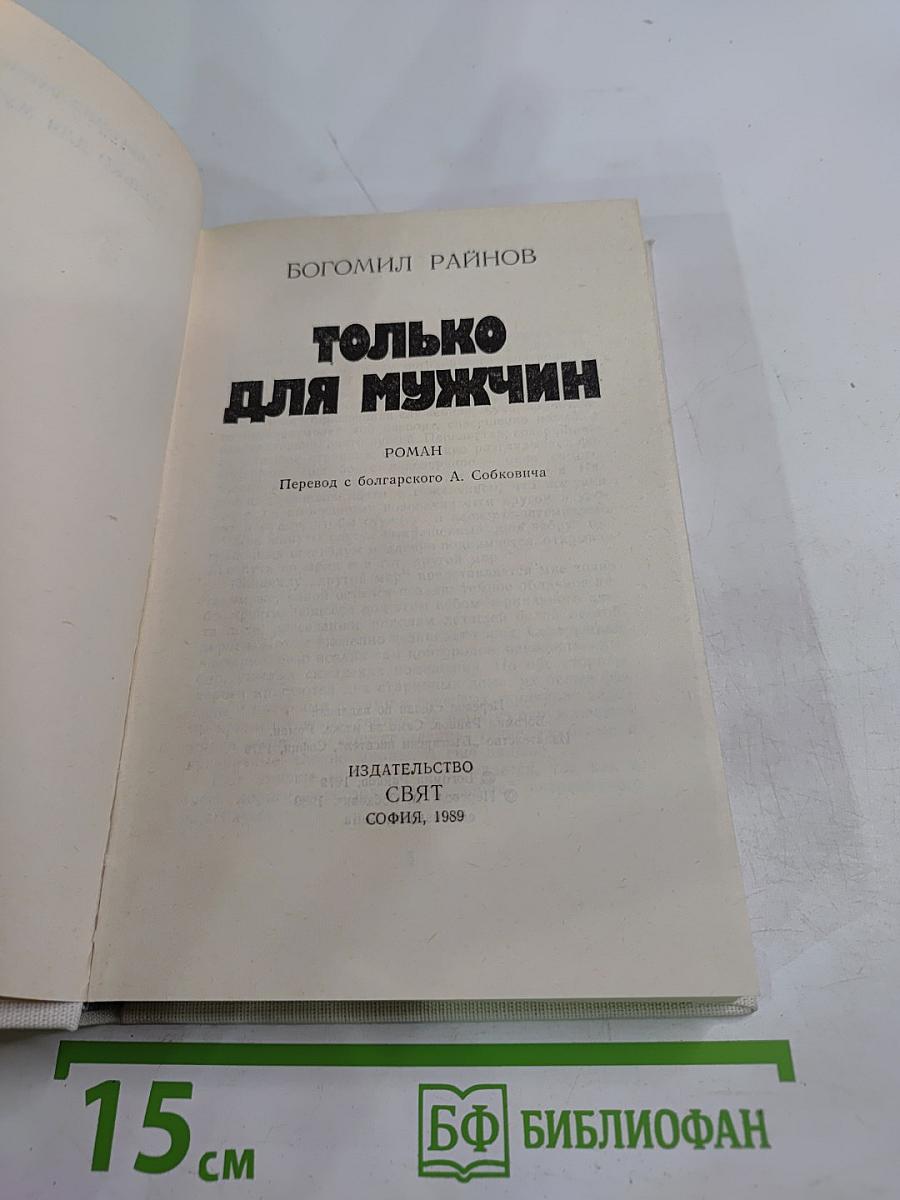 БОГОМИЛ РАЙНОВ
ТОЛЬКО
ДЛЯ МУЖЧИН
РОМАН
Перевод с болгарского А. Собковича
ИЗДАТЕЛЬСТВО
СВЯТ
СОФИЯ, 1989
15 см
БФ БИБЛИОФАН